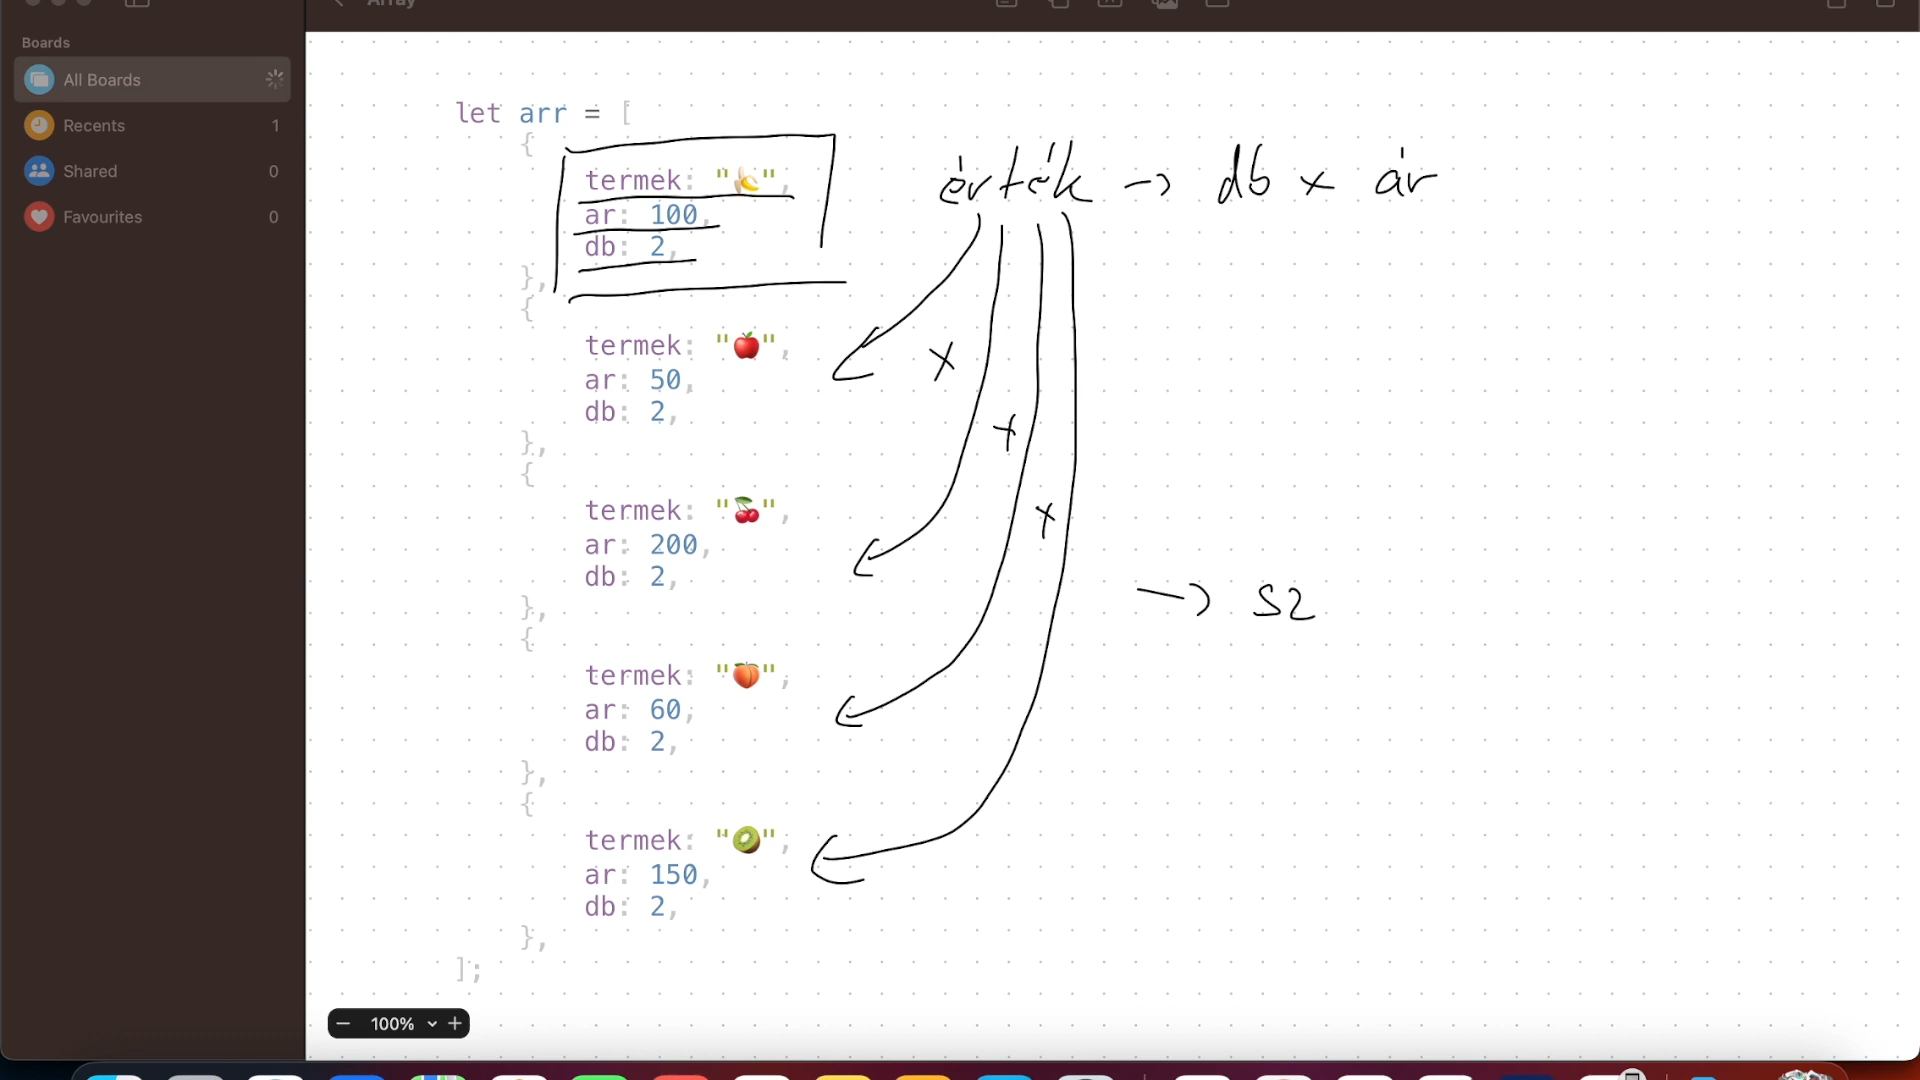 Array
Boards
All Boards
Recents 1
Shared 0
Favourites 0
let arr = [
{
termek: "🍌",
ar: 100,
db: 2,
},
{
termek: "🍎",
ar: 50,
db: 2,
},
{
termek: "🍒",
ar: 200,
db: 2,
},
{
termek: "🍑",
ar: 60,
db: 2,
},
{
termek: "🥝",
ar: 150,
db: 2,
},
];
érték → db x ár
x
+
x
→ sz
100%